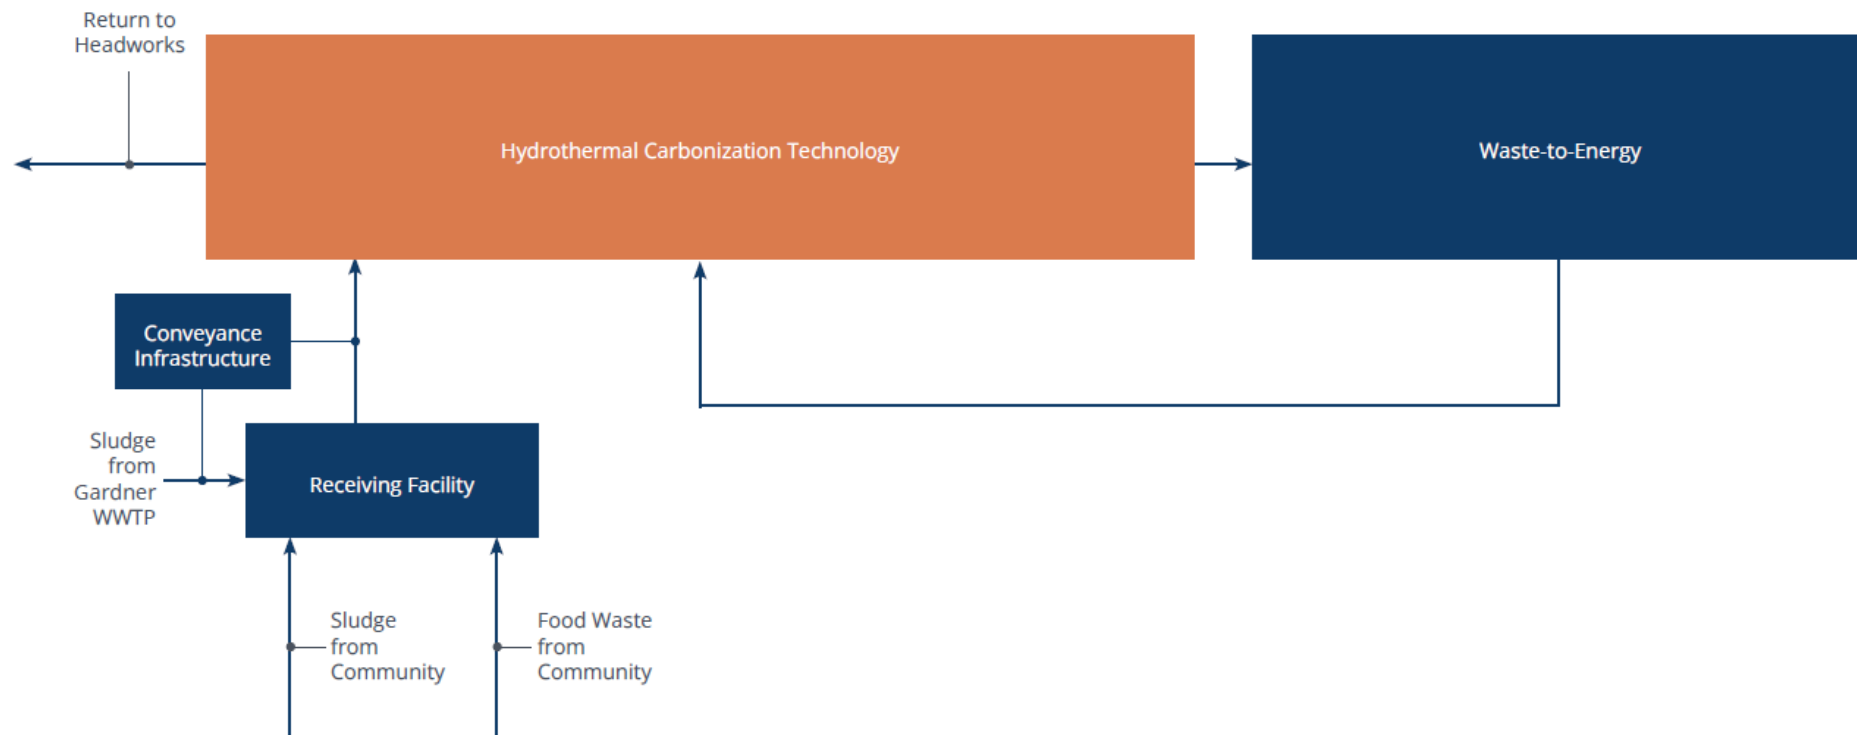 Return to
Headworks
Hydrothermal Carbonization Technology
Waste-to-Energy
Conveyance
Infrastructure
Sludge
from
Gardner
WWTP
Receiving Facility
Sludge
from
Community
Food Waste
from
Community